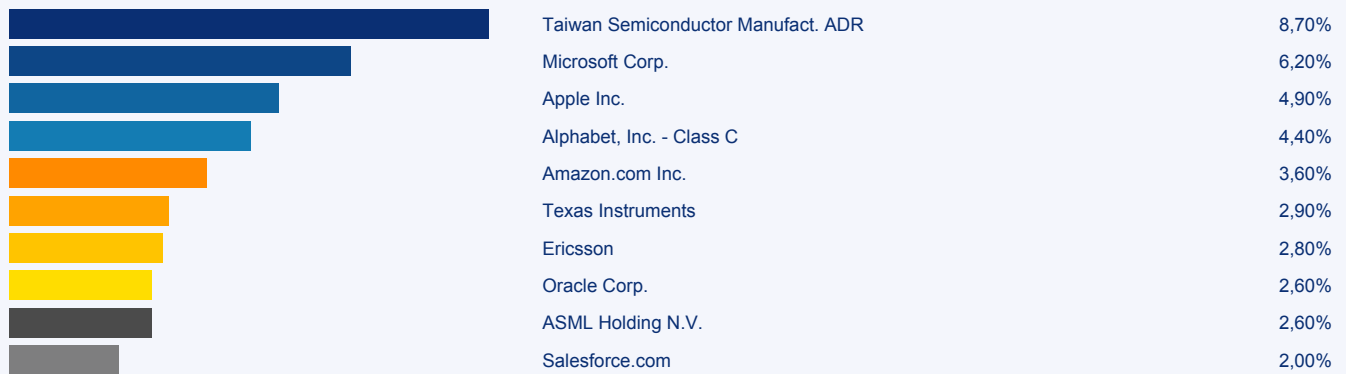 Taiwan Semiconductor Manufact. ADR 8,70%
Microsoft Corp. 6,20%
Apple Inc. 4,90%
Alphabet, Inc. - Class C 4,40%
Amazon.com Inc. 3,60%
Texas Instruments 2,90%
Ericsson 2,80%
Oracle Corp. 2,60%
ASML Holding N.V. 2,60%
Salesforce.com 2,00%